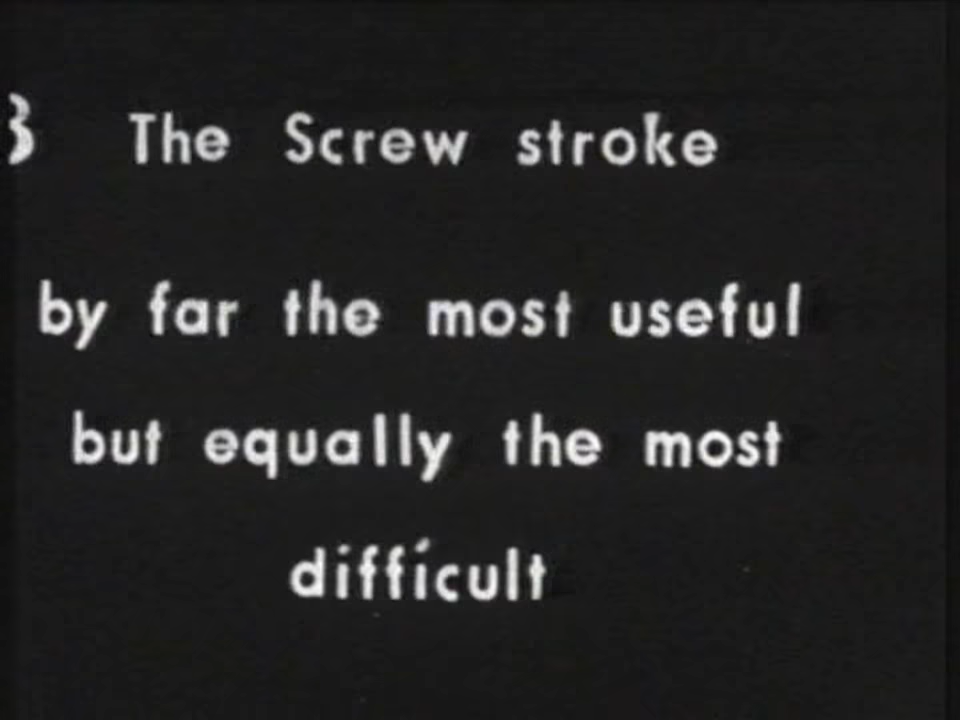 3 The Screw stroke
by far the most useful
but equally the most
difficult